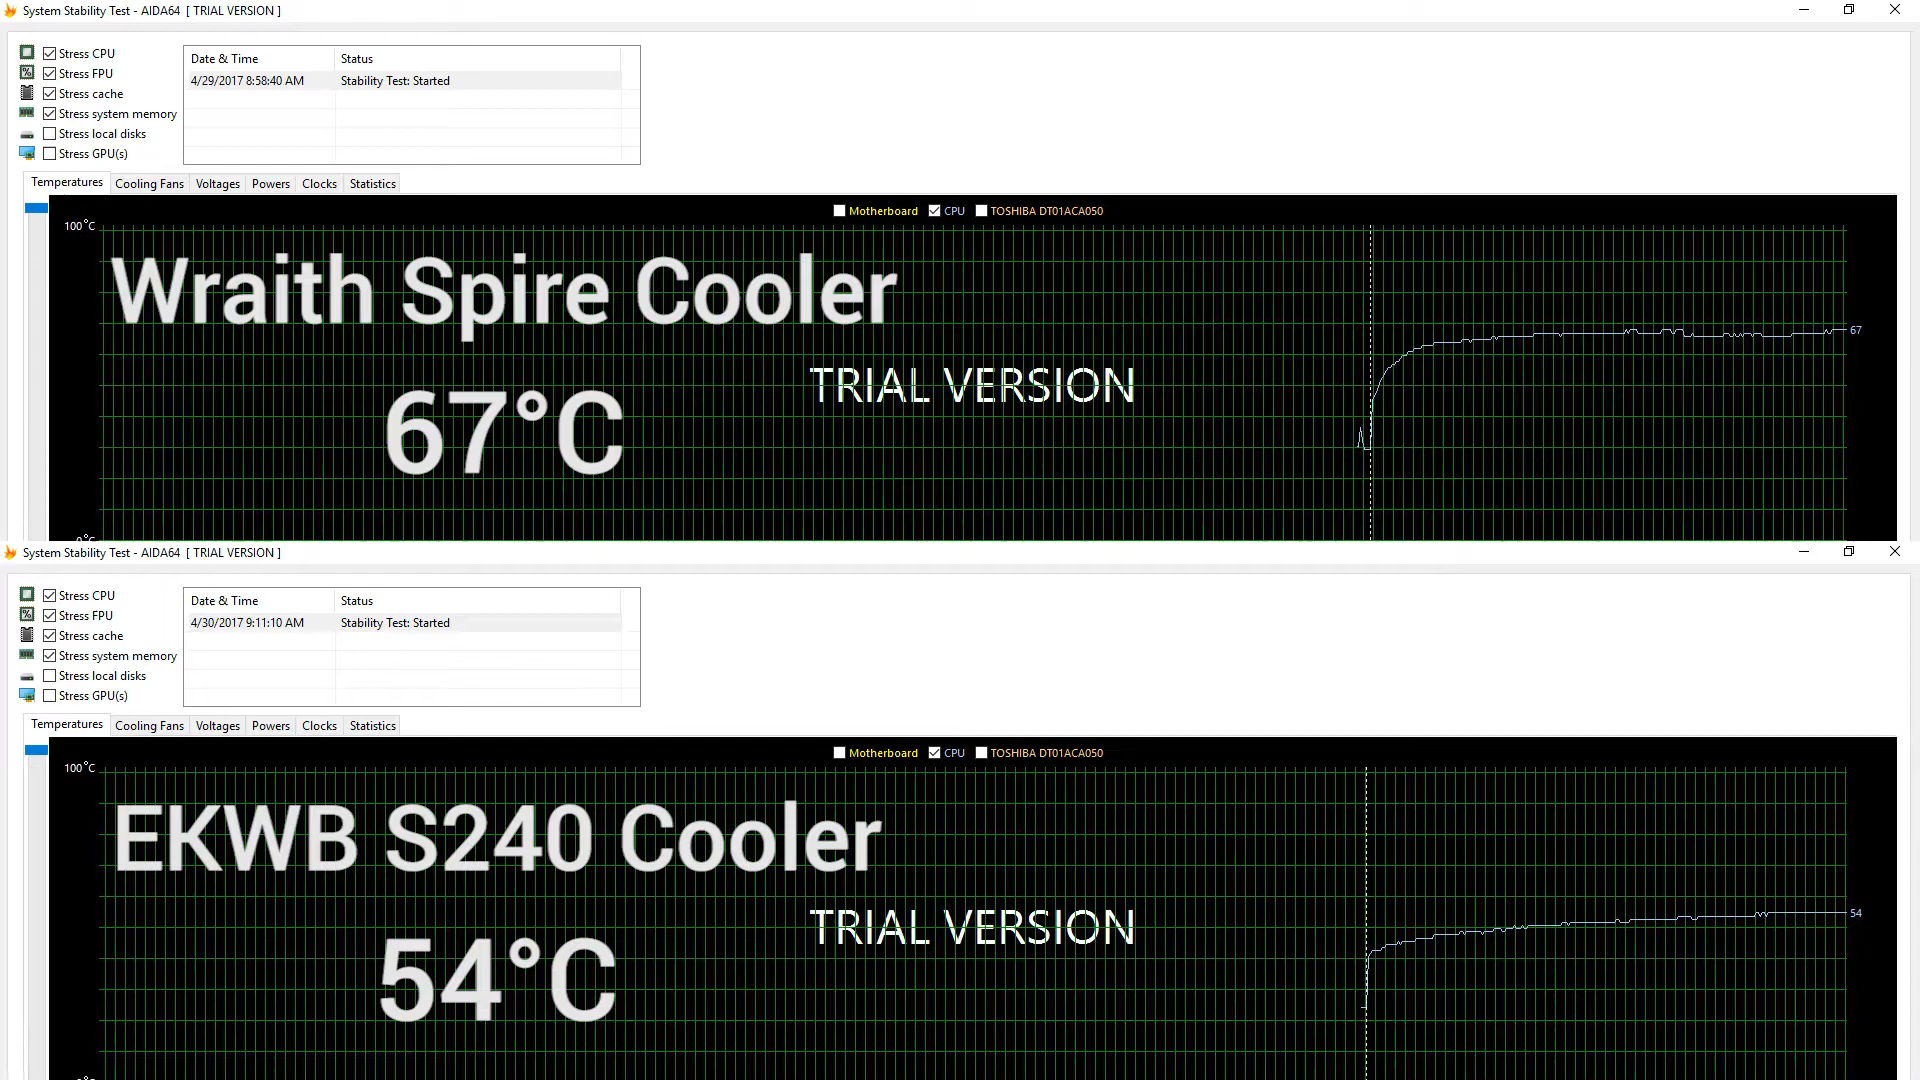 System Stability Test - AIDA64 [ TRIAL VERSION ]
Stress CPU
Stress FPU
Stress cache
Stress system memory
Stress local disks
Stress GPU(s)
Date & Time Status
4/29/2017 8:58:40 AM Stability Test: Started
Temperatures Cooling Fans Voltages Powers Clocks Statistics
Motherboard CPU TOSHIBA DT01ACA050
100°C
Wraith Spire Cooler
67
TRIAL VERSION
67°C
0°C
System Stability Test - AIDA64 [ TRIAL VERSION ]
Stress CPU
Stress FPU
Stress cache
Stress system memory
Stress local disks
Stress GPU(s)
Date & Time Status
4/30/2017 9:11:10 AM Stability Test: Started
Temperatures Cooling Fans Voltages Powers Clocks Statistics
Motherboard CPU TOSHIBA DT01ACA050
100°C
EKWB S240 Cooler
54
TRIAL VERSION
54°C
0°C